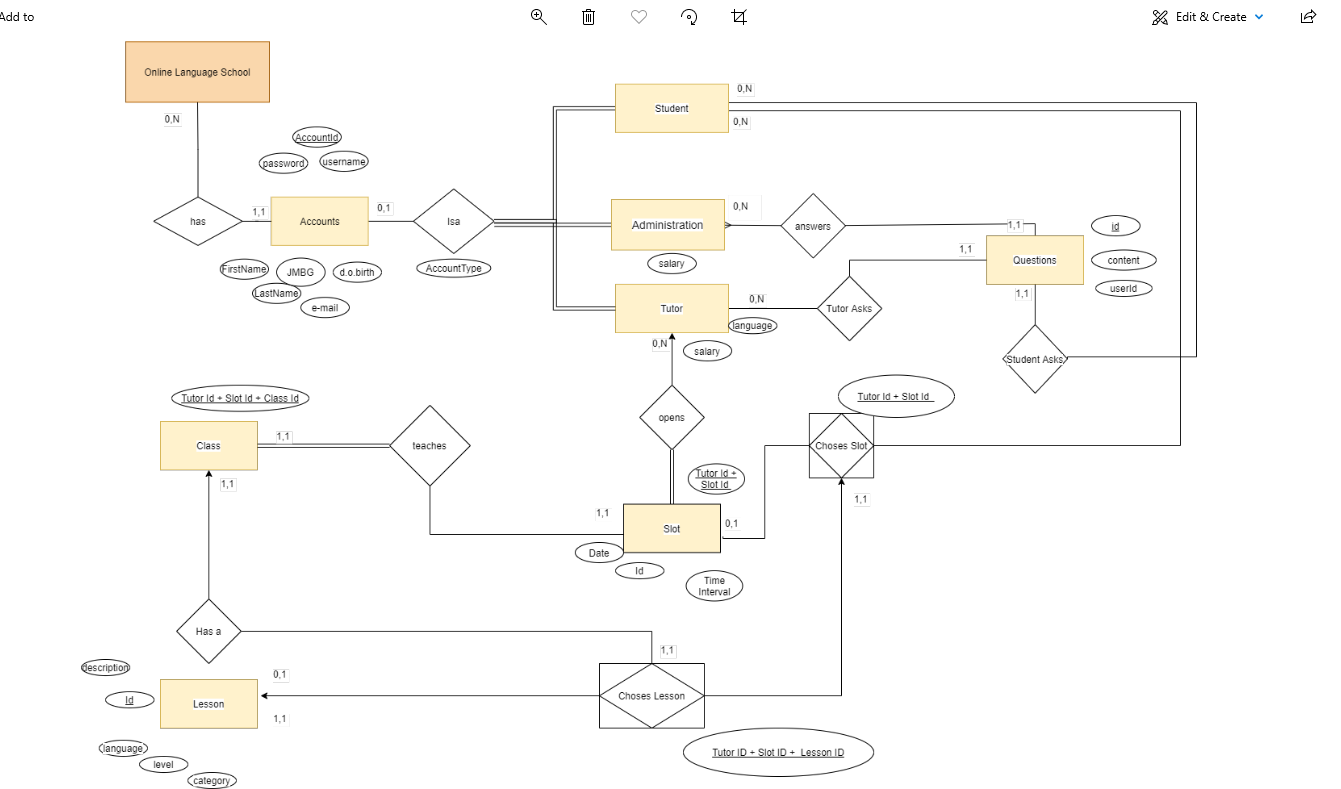 Add to
Edit & Create
Online Language School
0,N
AccountId
password
username
has
1,1
Accounts
0,1
Isa
AccountType
FirstName
JMBG
d.o.birth
LastName
e-mail
Student
0,N
0,N
Administration
0,N
salary
answers
1,1
Questions
id
content
userId
1,1
1,1
Tutor
0,N
language
salary
0,N
Tutor Asks
Student Asks
opens
Tutor Id + Slot Id + Class Id
Class
1,1
teaches
1,1
Tutor Id +
Slot Id
1,1
Slot
0,1
Date
Id
Time
Interval
Tutor Id + Slot Id
Choses Slot
1,1
Has a
1,1
Choses Lesson
Tutor ID + Slot ID + Lesson ID
description
Id
Lesson
0,1
1,1
language
level
category